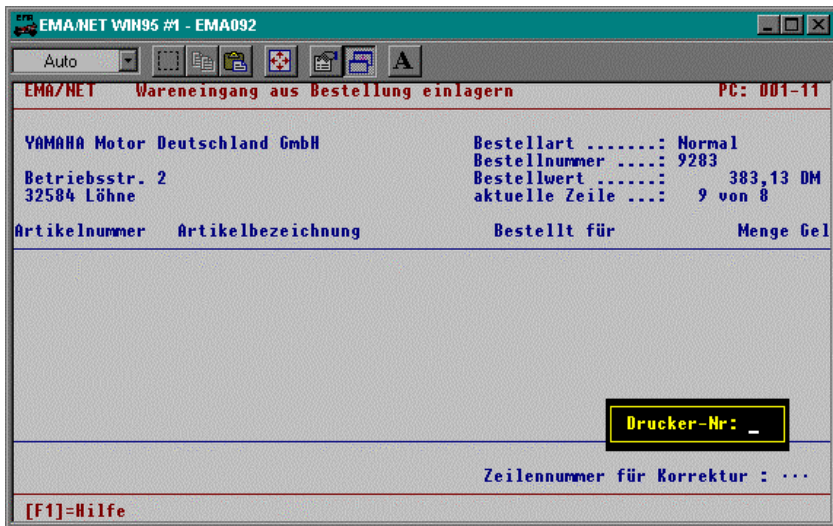 EMA
EMA/NET WIN95 #1 - EMA092
Auto
A
EMA/NET Wareneingang aus Bestellung einlagern PC: 001-11
YAMAHA Motor Deutschland GmbH Bestellart .......: Normal
Bestellnummer ....: 9283
Betriebsstr. 2 Bestellwert ......: 383,13 DM
32584 Löhne aktuelle Zeile ...: 9 von 8
Artikelnummer Artikelbezeichnung Bestellt für Menge Gel
Drucker-Nr: _
Zeilennummer für Korrektur : ...
[F1]=Hilfe